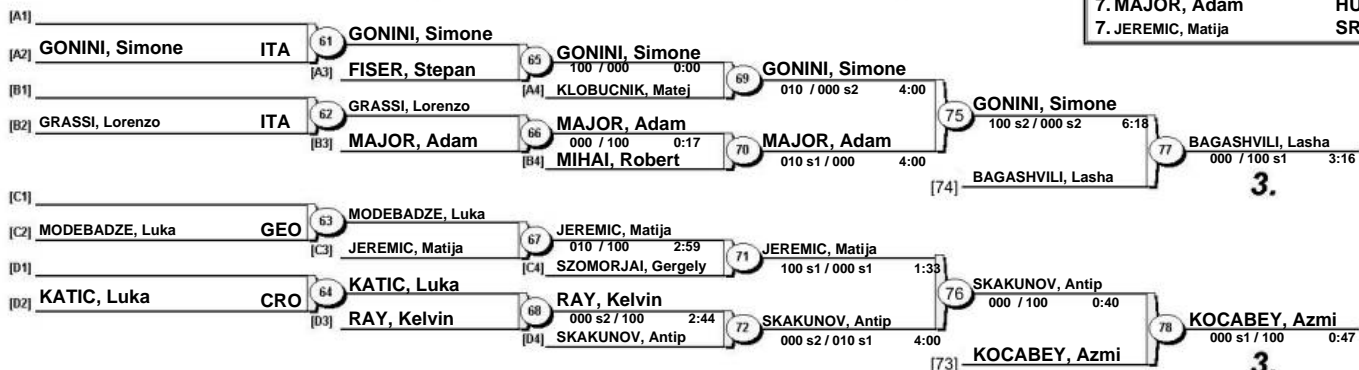 7. MAJOR, Adam HU
7. JEREMIC, Matija SR
[A1]
[A2] GONINI, Simone ITA
61 GONINI, Simone
[A3] FISER, Stepan
65 GONINI, Simone
100 / 000 0:00
[A4] KLOBUCNIK, Matej
69 GONINI, Simone
010 / 000 s2 4:00
[B1]
[B2] GRASSI, Lorenzo ITA
62 GRASSI, Lorenzo
[B3] MAJOR, Adam
66 MAJOR, Adam
000 / 100 0:17
[B4] MIHAI, Robert
70 MAJOR, Adam
010 s1 / 000 4:00
75 GONINI, Simone
100 s2 / 000 s2 6:18
[74] BAGASHVILI, Lasha
77 BAGASHVILI, Lasha
000 / 100 s1 3:16
3.
[C1]
[C2] MODEBADZE, Luka GEO
63 MODEBADZE, Luka
[C3] JEREMIC, Matija
67 JEREMIC, Matija
010 / 100 2:59
[C4] SZOMORJAI, Gergely
71 JEREMIC, Matija
100 s1 / 000 s1 1:33
[D1]
[D2] KATIC, Luka CRO
64 KATIC, Luka
[D3] RAY, Kelvin
68 RAY, Kelvin
000 s2 / 100 2:44
[D4] SKAKUNOV, Antip
72 SKAKUNOV, Antip
000 s2 / 010 s1 4:00
76 SKAKUNOV, Antip
000 / 100 0:40
[73] KOCABEY, Azmi
78 KOCABEY, Azmi
000 s1 / 100 0:47
3.